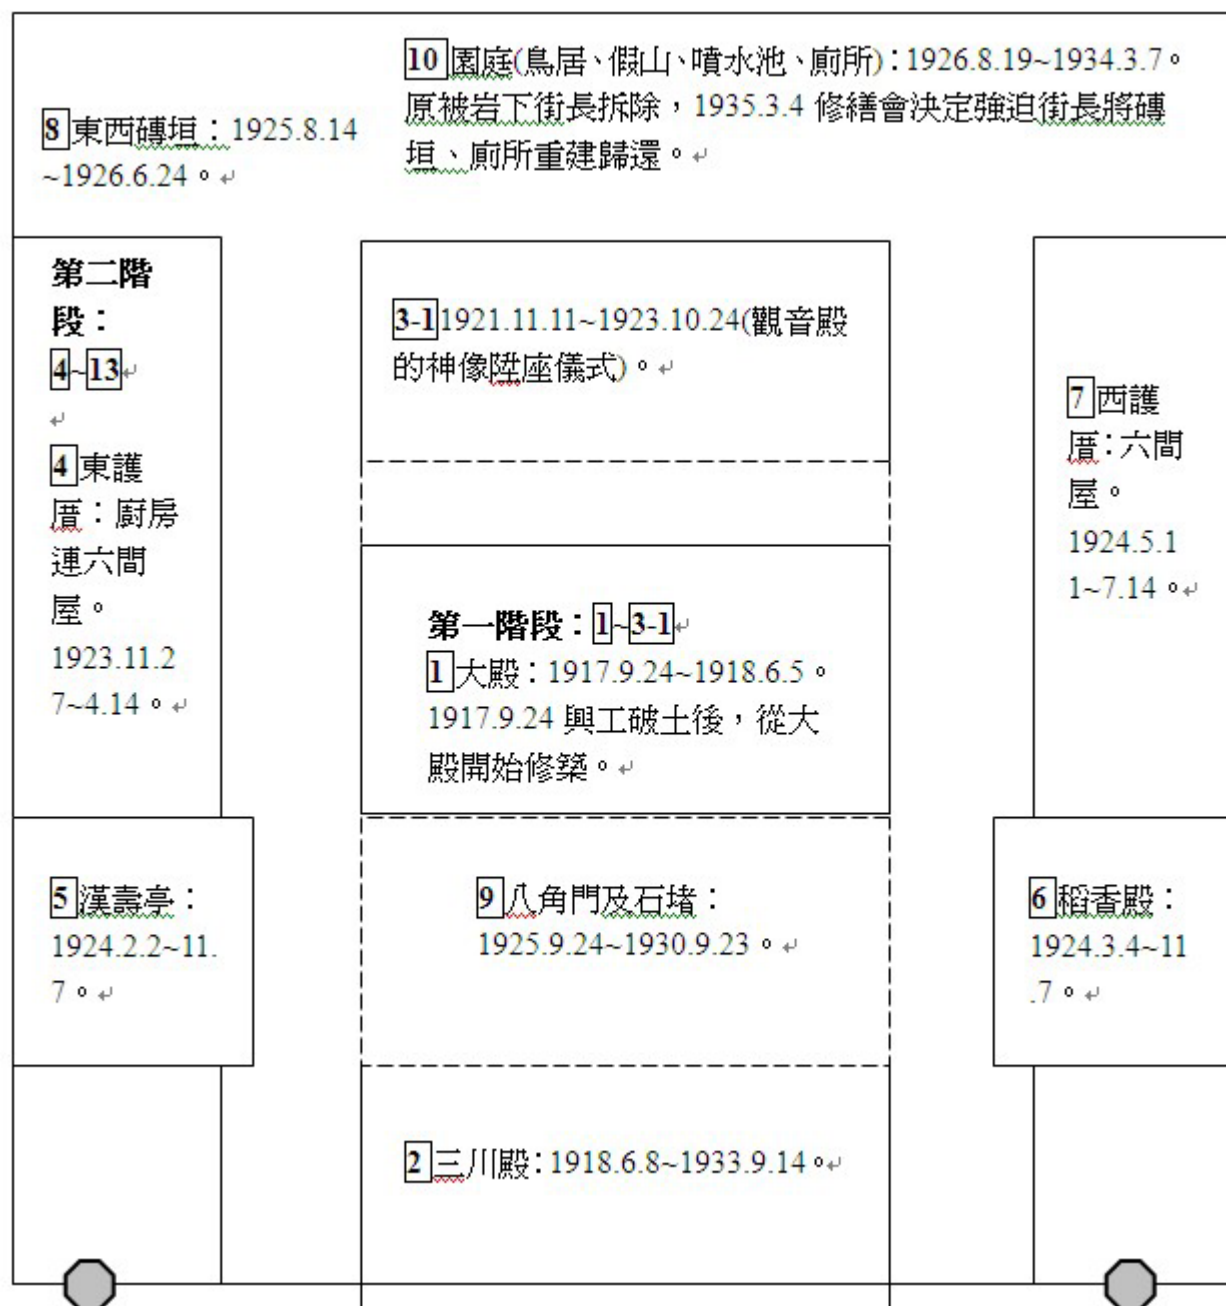 10 園庭(鳥居、假山、噴水池、廁所)：1926.8.19~1934.3.7。
原被岩下街長拆除，1935.3.4 修繕會決定強迫街長將磚
垣、廁所重建歸還。
8 東西磚垣：1925.8.14
~1926.6.24。
第二階
段：
4~13
4 東護
厝：廚房
連六間
屋。
1923.11.2
7~4.14。
3-1 1921.11.11~1923.10.24(觀音殿
的神像陞座儀式)。
7 西護
厝：六間
屋。
1924.5.1
1~7.14。
第一階段：1~3-1
1 大殿：1917.9.24~1918.6.5。
1917.9.24 興工破土後，從大
殿開始修築。
5 漢壽亭：
1924.2.2~11.
7。
9 八角門及石堵：
1925.9.24~1930.9.23。
6 稻香殿：
1924.3.4~11
.7。
2 三川殿：1918.6.8~1933.9.14。